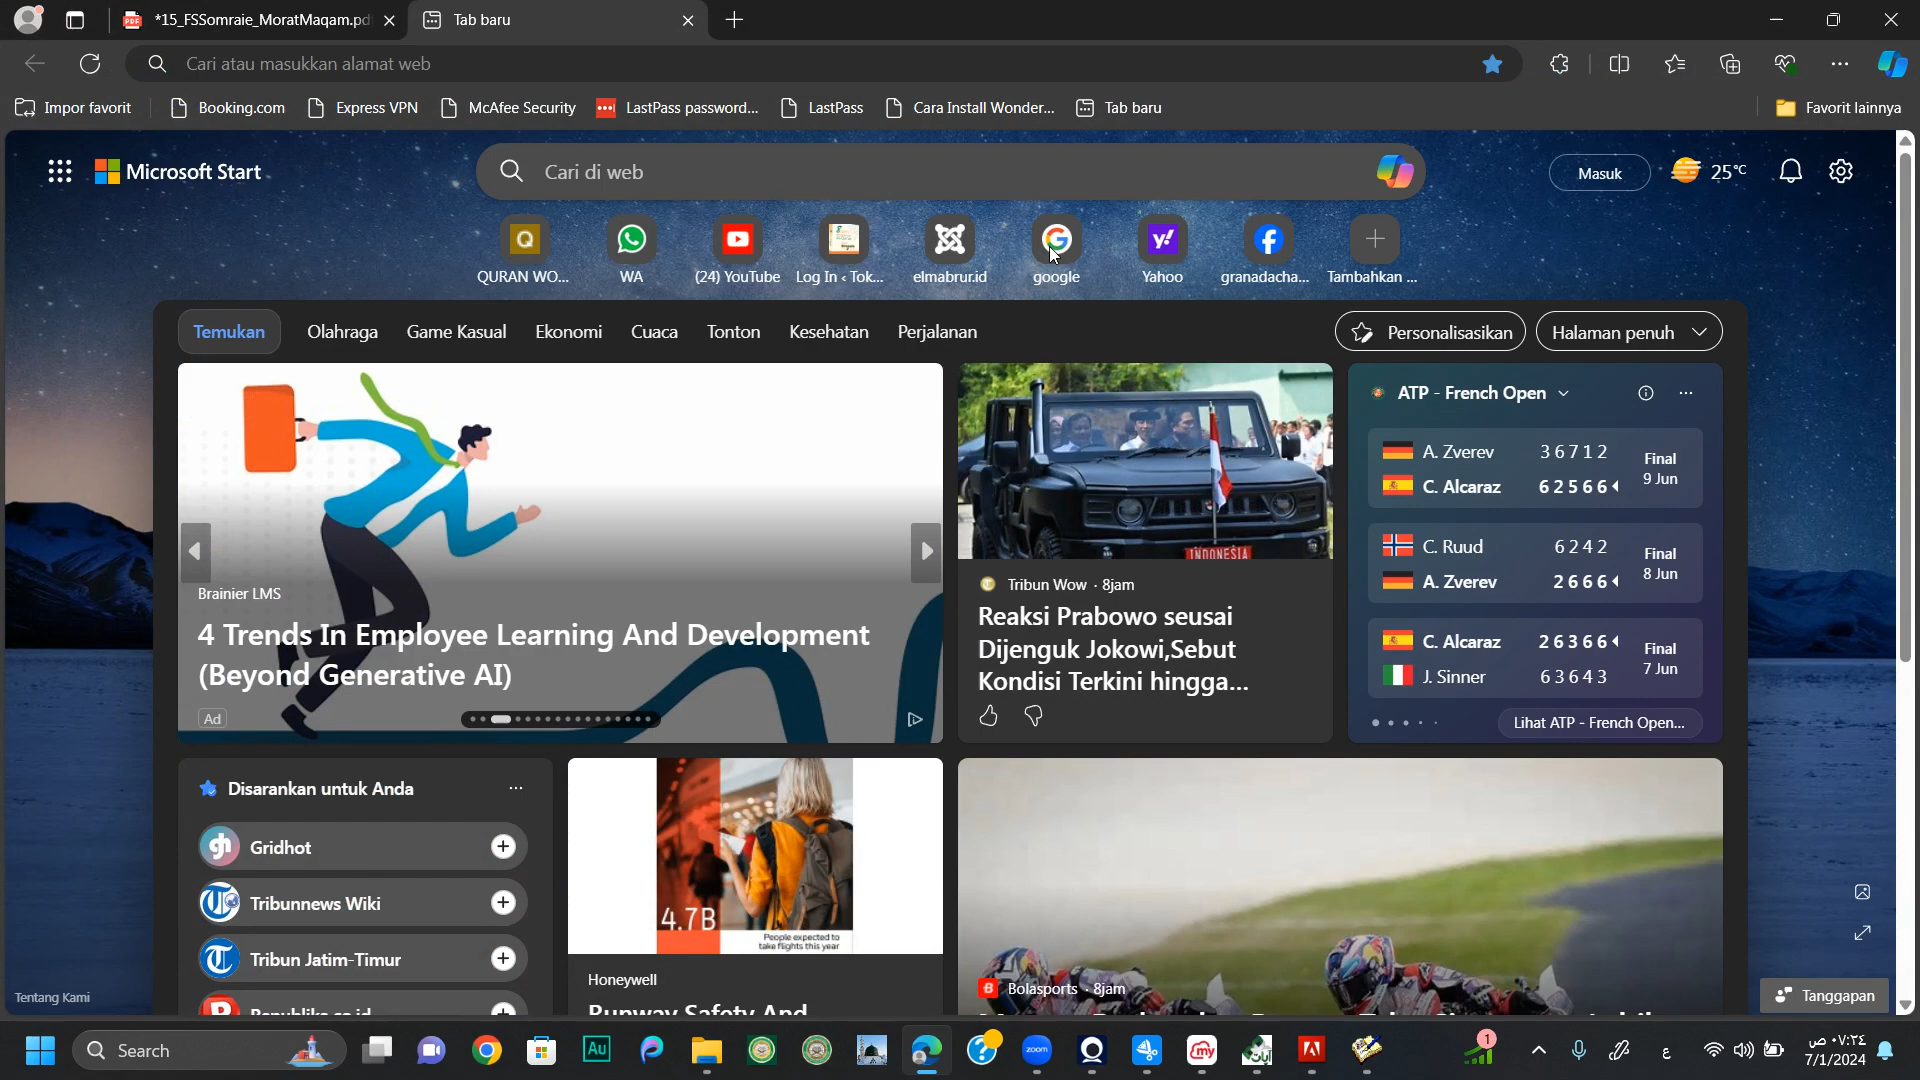 *15_FSSomraie_MoratMaqam.pd
Tab baru
Cari atau masukkan alamat web
Impor favorit
Booking.com
Express VPN
McAfee Security
LastPass password...
LastPass
Cara Install Wonder...
Tab baru
Favorit lainnya
Microsoft Start
Cari di web
Masuk
25°C
QURAN WO...
WA
(24) YouTube
Log In ‹ Tok...
elmabrur.id
google
Yahoo
granadacha...
Tambahkan ...
Temukan
Olahraga
Game Kasual
Ekonomi
Cuaca
Tonton
Kesehatan
Perjalanan
Personalisasikan
Halaman penuh
Brainier LMS
4 Trends In Employee Learning And Development
(Beyond Generative AI)
Ad
INDONESIA
Tribun Wow · 8jam
Reaksi Prabowo seusai
Dijenguk Jokowi,Sebut
Kondisi Terkini hingga...
ATP - French Open
A. Zverev 3 6 7 1 2
C. Alcaraz 6 2 5 6 6
Final
9 Jun
C. Ruud 6 2 4 2
A. Zverev 2 6 6 6
Final
8 Jun
C. Alcaraz 2 6 3 6 6
J. Sinner 6 3 6 4 3
Final
7 Jun
Lihat ATP - French Open...
Disarankan untuk Anda
Gridhot
Tribunnews Wiki
Tribun Jatim-Timur
4.7B
People expected to
take flights this year
Honeywell
Runway Safety And
Bolasports · 8jam
Tentang Kami
Tanggapan
Search
1
ع
٠٧:٣٤ ص
7/1/2024